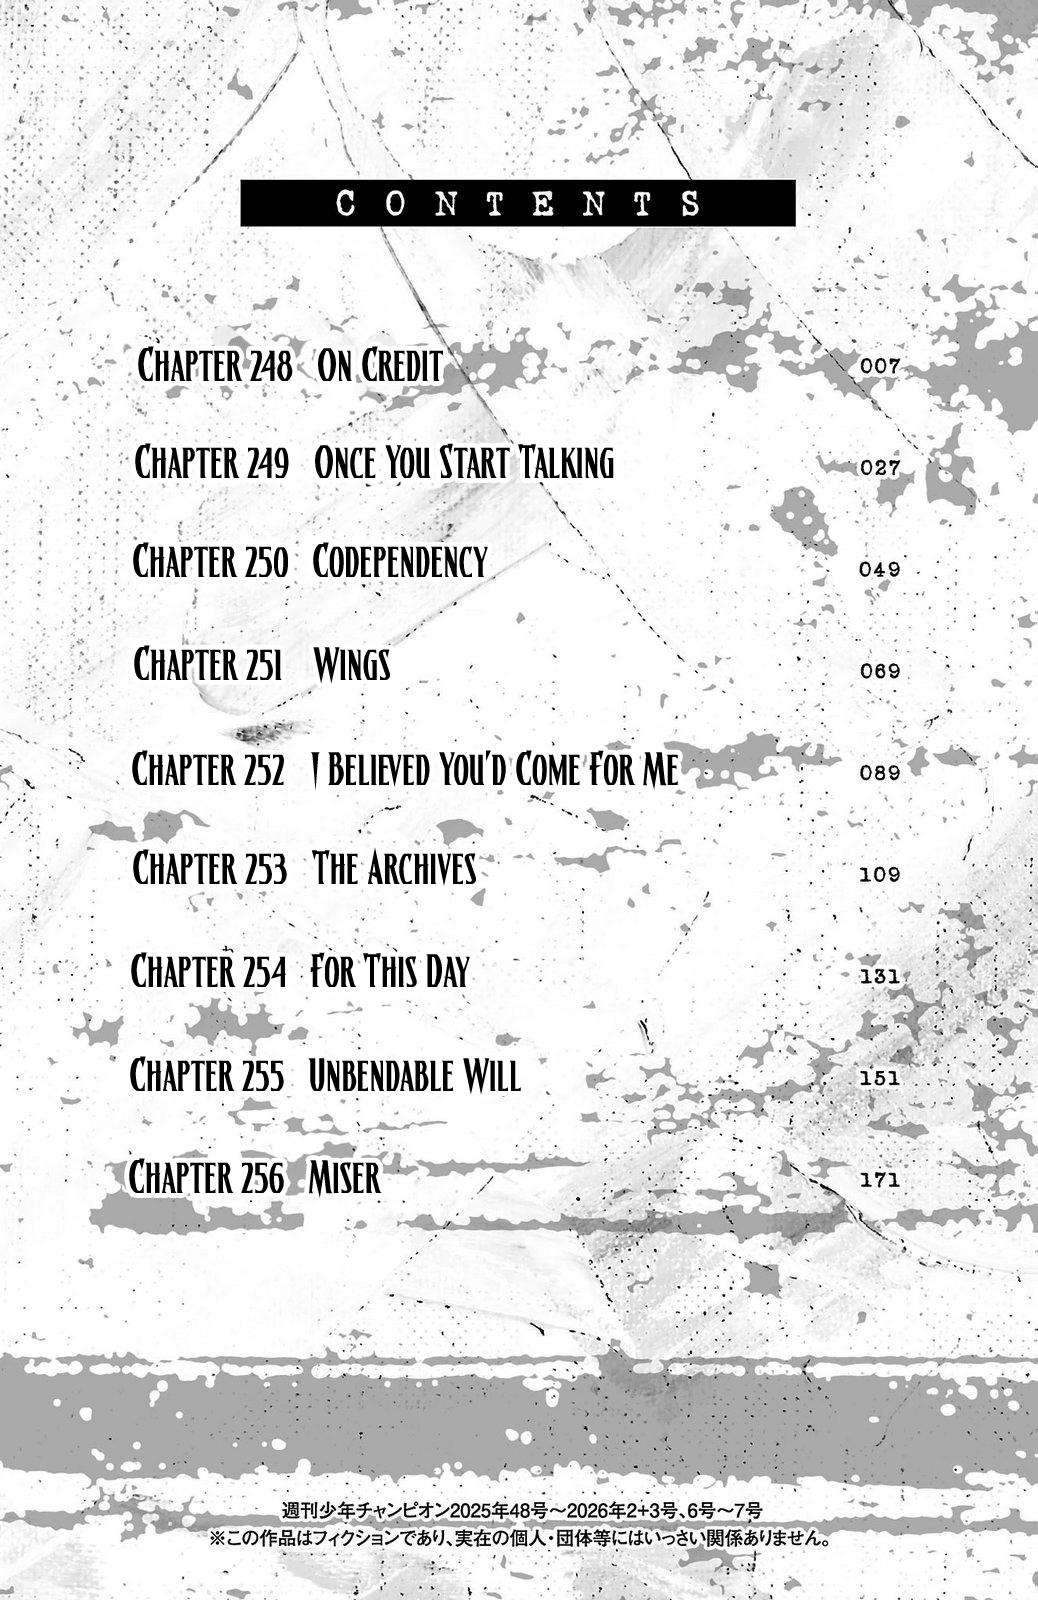 CONTENTS
CHAPTER 248 ON CREDIT 007
CHAPTER 249 ONCE YOU START TALKING 027
CHAPTER 250 CODEPENDENCY 049
CHAPTER 251 WINGS 069
CHAPTER 252 I BELIEVED YOU'D COME FOR ME 089
CHAPTER 253 THE ARCHIVES 109
CHAPTER 254 FOR THIS DAY 131
CHAPTER 255 UNBENDABLE WILL 151
CHAPTER 256 MISER 171
週刊少年チャンピオン2025年48号〜2026年2+3号、6号〜7号
※この作品はフィクションであり、実在の個人・団体等にはいっさい関係ありません。